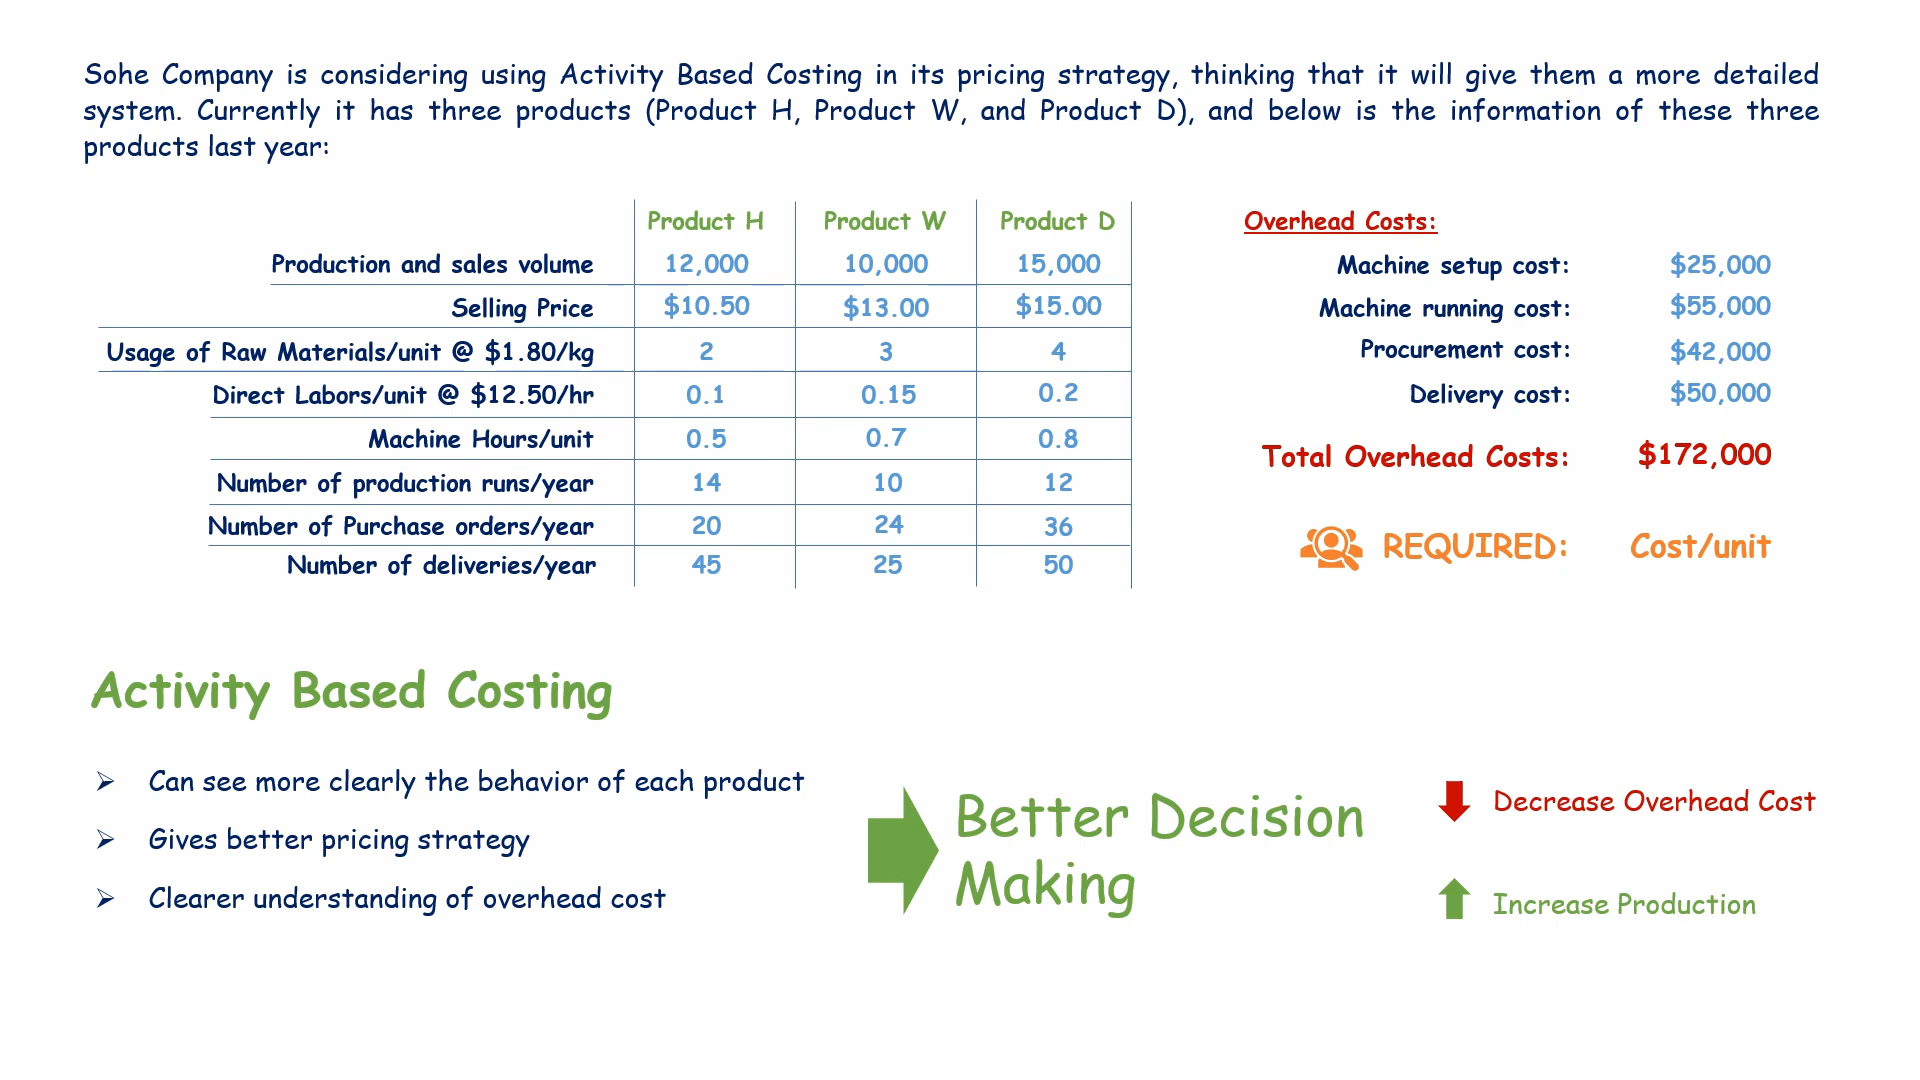 Sohe Company is considering using Activity Based Costing in its pricing strategy, thinking that it will give them a more detailed
system. Currently it has three products (Product H, Product W, and Product D), and below is the information of these three
products last year:
Product H Product W Product D
Production and sales volume 12,000 10,000 15,000
Selling Price $10.50 $13.00 $15.00
Usage of Raw Materials/unit @ $1.80/kg 2 3 4
Direct Labors/unit @ $12.50/hr 0.1 0.15 0.2
Machine Hours/unit 0.5 0.7 0.8
Number of production runs/year 14 10 12
Number of Purchase orders/year 20 24 36
Number of deliveries/year 45 25 50
Overhead Costs:
Machine setup cost: $25,000
Machine running cost: $55,000
Procurement cost: $42,000
Delivery cost: $50,000
Total Overhead Costs: $172,000
REQUIRED: Cost/unit
Activity Based Costing
Can see more clearly the behavior of each product
Gives better pricing strategy
Clearer understanding of overhead cost
Better Decision
Making
Decrease Overhead Cost
Increase Production